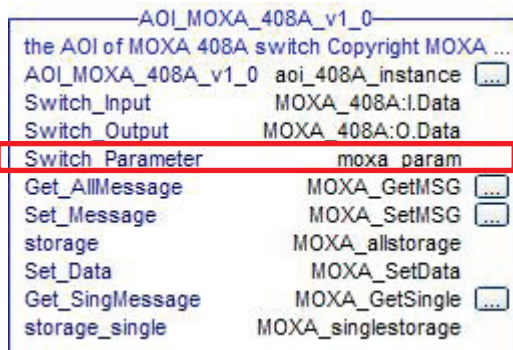 AOI_MOXA_408A_v1_0
the AOI of MOXA 408A switch Copyright MOXA ...
AOI_MOXA_408A_v1_0 aoi_408A_instance ...
Switch_Input MOXA_408A:I.Data
Switch_Output MOXA_408A:O.Data
Switch_Parameter moxa_param
Get_AllMessage MOXA_GetMSG ...
Set_Message MOXA_SetMSG ...
storage MOXA_allstorage
Set_Data MOXA_SetData
Get_SingMessage MOXA_GetSingle ...
storage_single MOXA_singlestorage